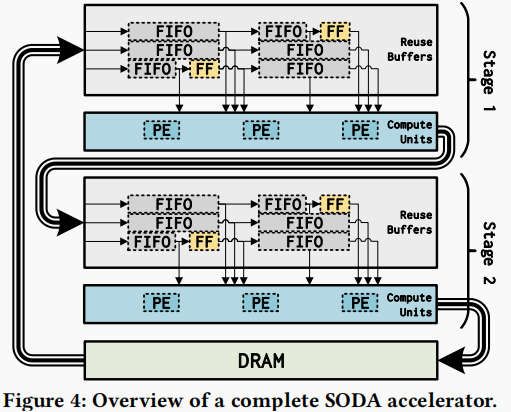 FIFO FIFO FF
FIFO FIFO
FIFO FF FIFO
Reuse
Buffers
PE PE PE
Compute
Units
Stage 1
FIFO FIFO FF
FIFO FIFO
FIFO FF FIFO
Reuse
Buffers
PE PE PE
Compute
Units
Stage 2
DRAM
Figure 4: Overview of a complete SODA accelerator.